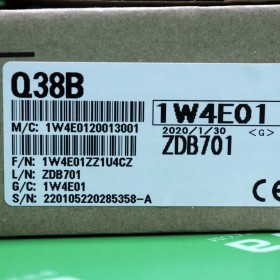 Q38B
M/C: 1W4E0120013001
1W4E01
2020/1/30 <G>
ZDB701
F/N: 1W4E01ZZ1U4CZ
L/N: ZDB701
G/C: 1W4E01
S/N: 220105220285358-A
CE